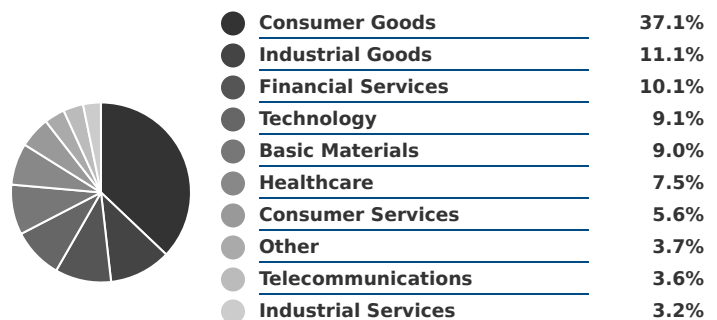 Consumer Goods 37.1%
Industrial Goods 11.1%
Financial Services 10.1%
Technology 9.1%
Basic Materials 9.0%
Healthcare 7.5%
Consumer Services 5.6%
Other 3.7%
Telecommunications 3.6%
Industrial Services 3.2%